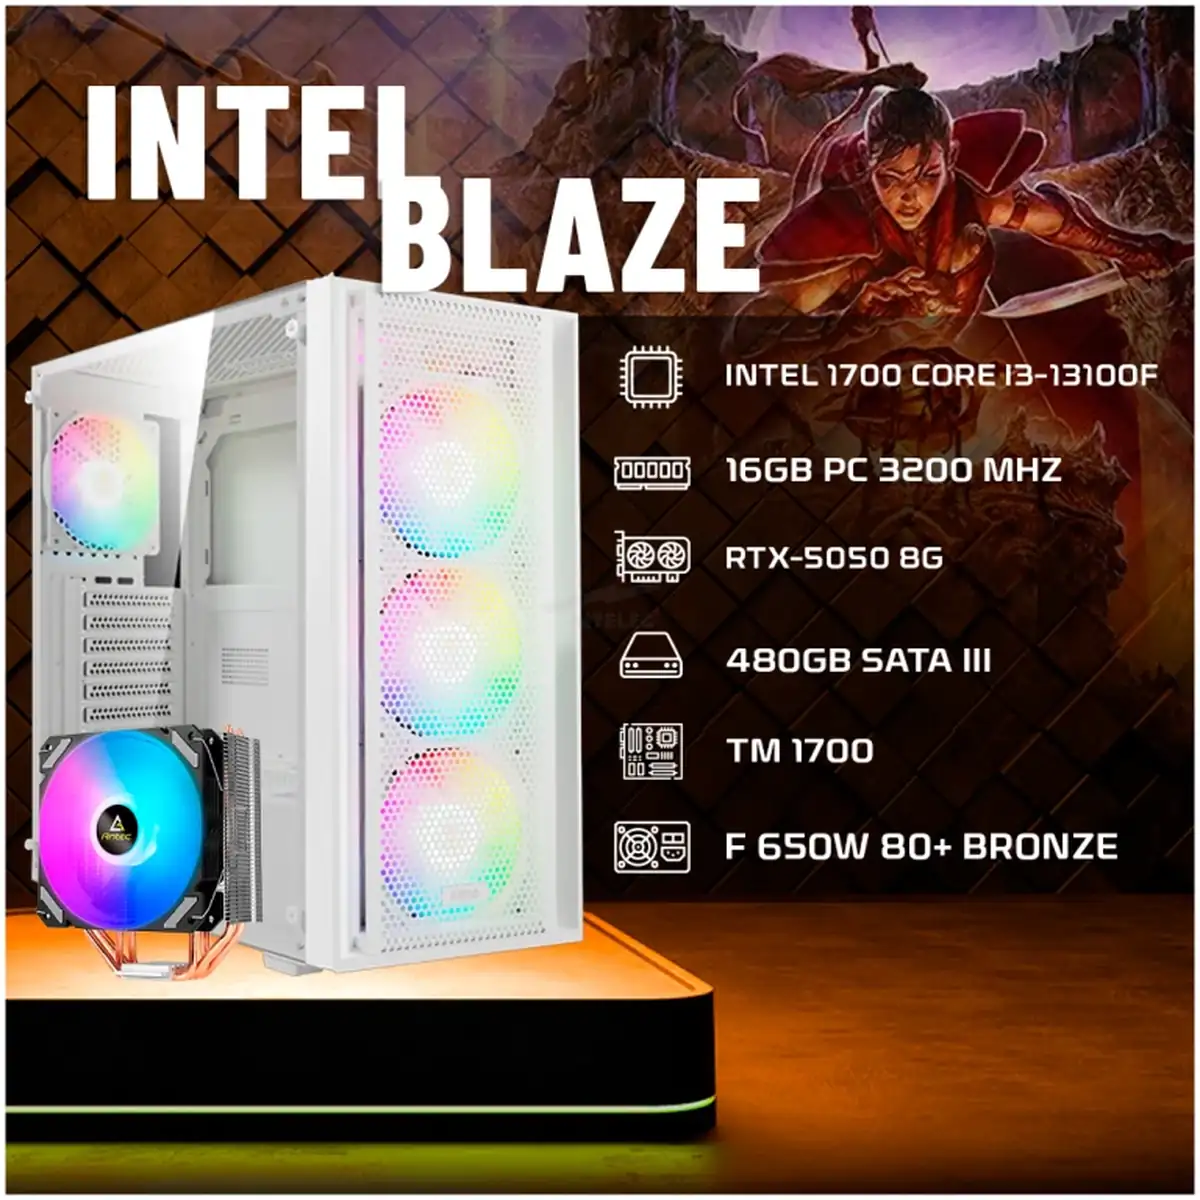 INTEL
BLAZE
INTEL 1700 CORE I3-13100F
16GB PC 3200 MHZ
RTX-5050 8G
480GB SATA III
TM 1700
F 650W 80+ BRONZE
Antec